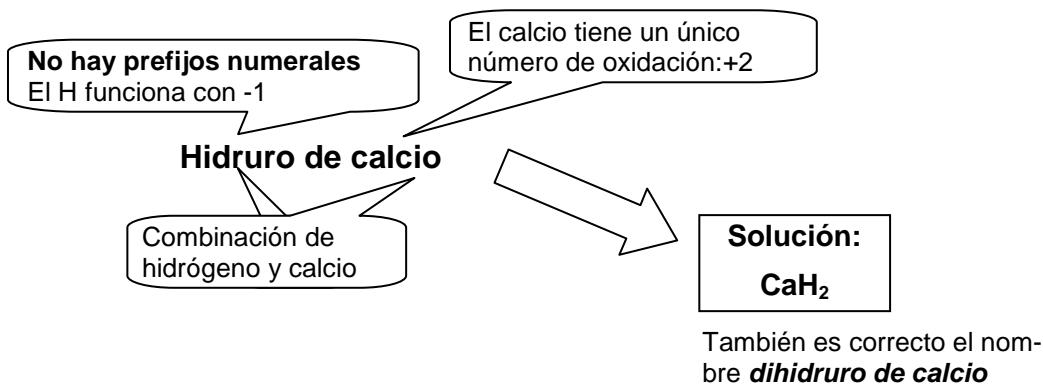 El calcio tiene un único
número de oxidación:+2
No hay prefijos numerales
El H funciona con -1
Hidruro de calcio
Combinación de
hidrógeno y calcio
Solución:
CaH₂
También es correcto el nom-
bre dihidruro de calcio